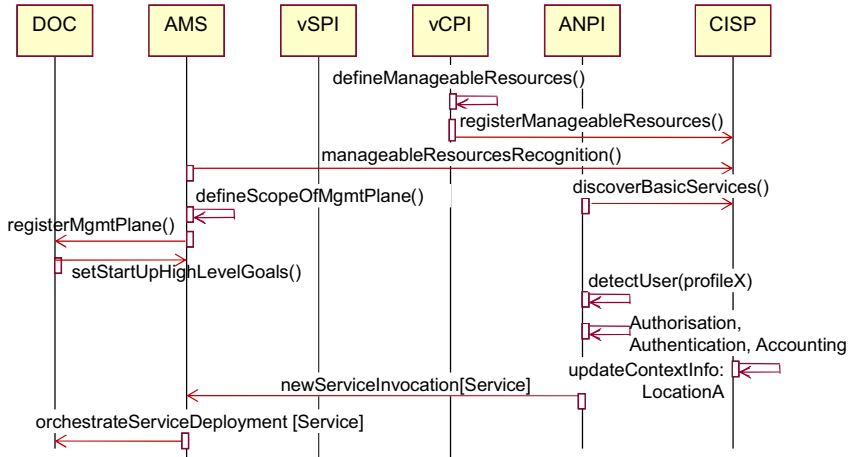 DOC
AMS
vSPI
vCPI
ANPI
CISP
defineManageableResources()
registerManageableResources()
manageableResourcesRecognition()
defineScopeOfMgmtPlane()
discoverBasicServices()
registerMgmtPlane()
setStartUpHighLevelGoals()
detectUser(profileX)
Authorisation,
Authentication, Accounting
updateContextInfo:
LocationA
newServiceInvocation[Service]
orchestrateServiceDeployment [Service]